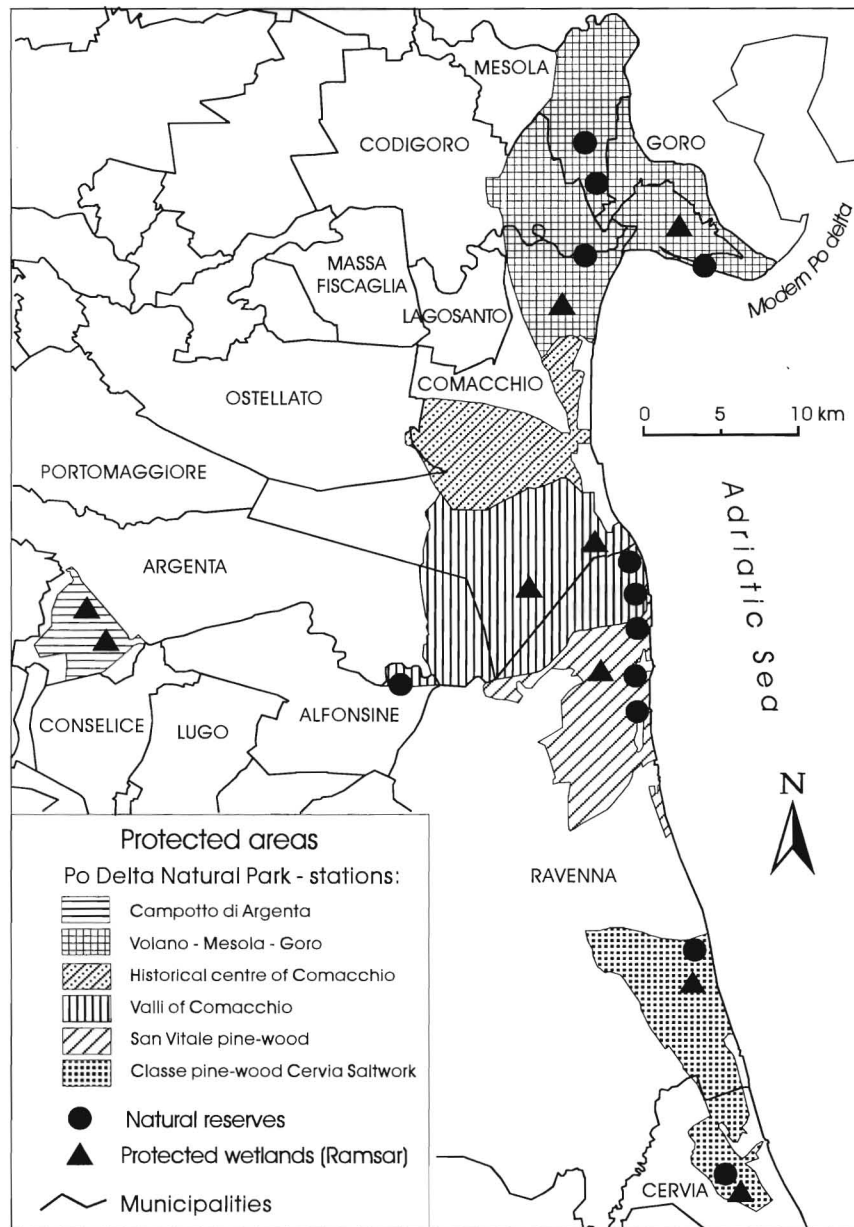 MESOLA
CODIGORO
GORO
MASSA
FISCAGLIA
LAGOSANTO
Modern Po delta
COMACCHIO
OSTELLATO
0 5 10 km
PORTOMAGGIORE
Adriatic Sea
ARGENTA
CONSELICE
LUGO
ALFONSINE
N
RAVENNA
CERVIA
Protected areas
Po Delta Natural Park - stations:
Campotto di Argenta
Volano - Mesola - Goro
Historical centre of Comacchio
Valli of Comacchio
San Vitale pine-wood
Classe pine-wood Cervia Saltwork
Natural reserves
Protected wetlands (Ramsar)
Municipalities